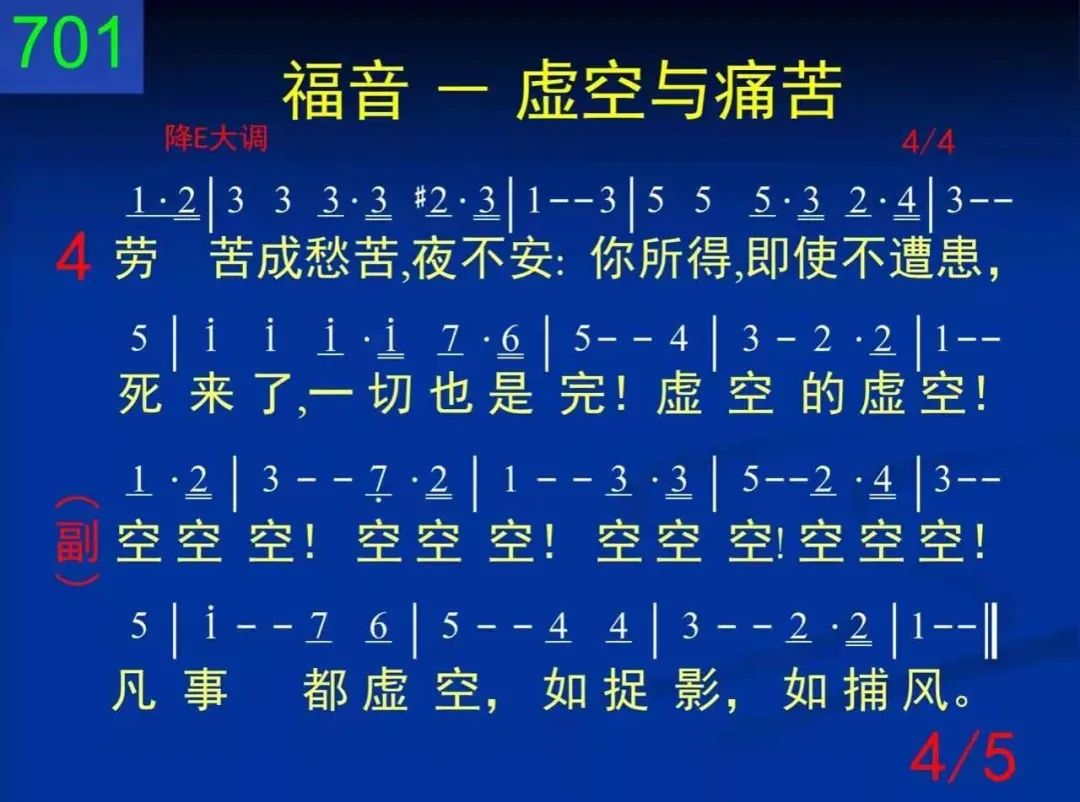 701
福音 － 虚空与痛苦
降E大调 4/4
1·2|3 3 3·3 #2·3|1--3|5 5 5·3 2·4|3--
4 劳 苦成愁苦,夜不安: 你所得,即使不遭患，
5|i i i·i 7·6|5--4|3-2·2|1--
死来了,一切也是完！虚空的虚空！
1·2|3--7·2|1--3·3|5--2·4|3--
（副） 空空空！空空空！空空空!空空空！
5|i--7 6|5--4 4|3--2·2|1--‖
凡事 都虚空，如捉影，如捕风。
4/5